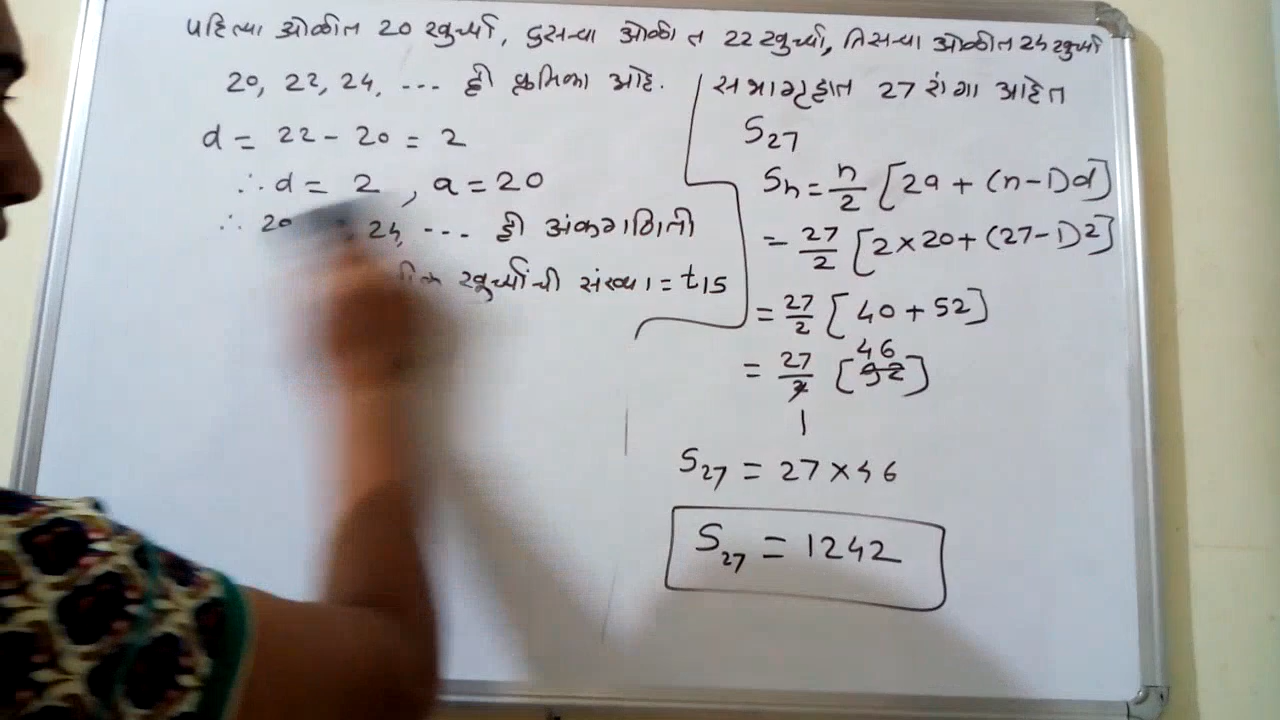 पहिल्या ओळीत 20 खुर्च्या, दुसऱ्या ओळीत 22 खुर्च्या, तिसऱ्या ओळीत 24 खुर्च्या
20, 22, 24, --- ही क्रमिका आहे.
d = 22 - 20 = 2
∴ d = 2, a = 20
∴ 20 24, --- ही अंकगणिती
खुर्च्यांची संख्या = t15
सभागृहात 27 रांगा आहेत
S27
Sn = n/2 [2a + (n-1)d]
= 27/2 [2×20+(27-1)2]
= 27/2 [40+52]
46
= 27/2 [92]
1
S27 = 27×46
S27 = 1242